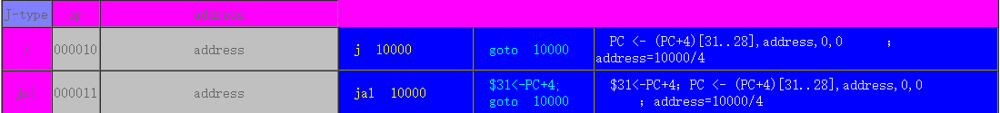 J-type op address
j 000010 address j 10000 goto 10000 PC <- (PC+4)[31..28],address,0,0 ;
address=10000/4
jal 000011 address jal 10000 $31<-PC+4; $31<-PC+4; PC <- (PC+4)[31..28],address,0,0
goto 10000 ; address=10000/4